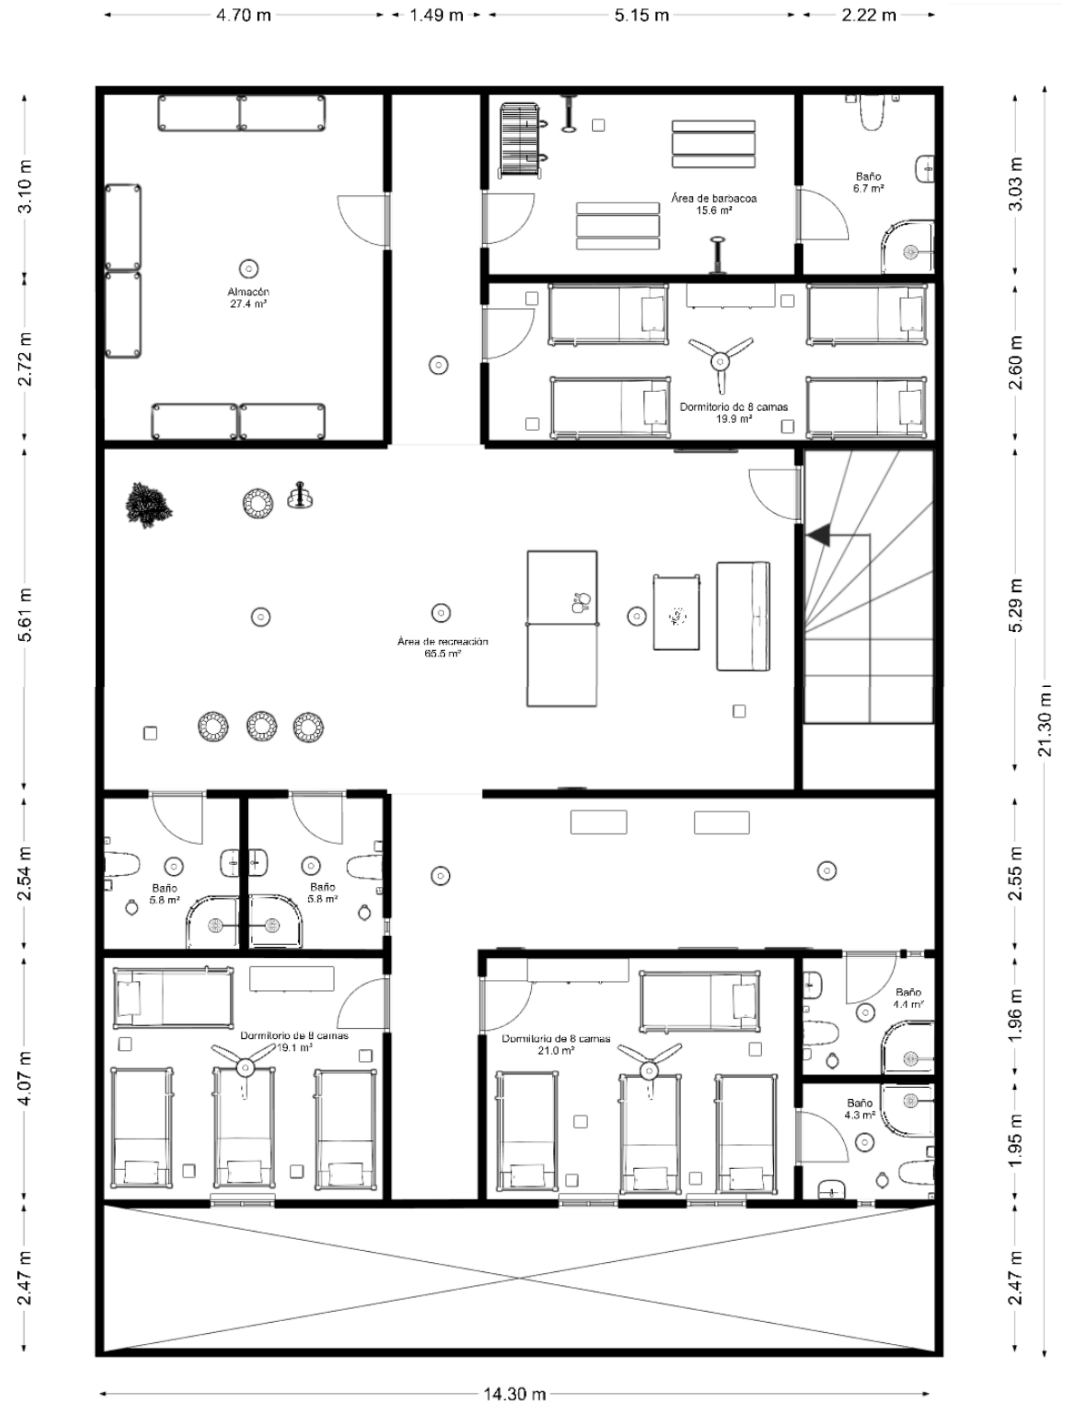 4.70 m
1.49 m
5.15 m
2.22 m
3.10 m
2.72 m
5.61 m
2.54 m
4.07 m
2.47 m
Almacén
27.4 m²
Área de barbacoa
15.6 m²
Baño
6.7 m²
Dormitorio de 8 camas
19.9 m²
Área de recreación
65.5 m²
Baño
5.8 m²
Baño
5.8 m²
Dormitorio de 8 camas
19.1 m²
Dormitorio de 8 camas
21.0 m²
Baño
4.4 m²
Baño
4.3 m²
3.03 m
2.60 m
5.29 m
2.55 m
1.96 m
1.95 m
2.47 m
21.30 m
14.30 m